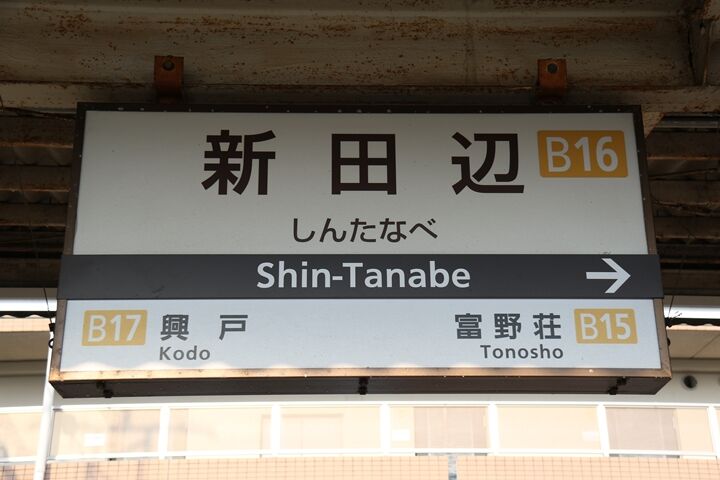 新田辺 B16
しんたなべ
Shin-Tanabe →
B17 興戸 富野荘 B15
Kodo Tonosho